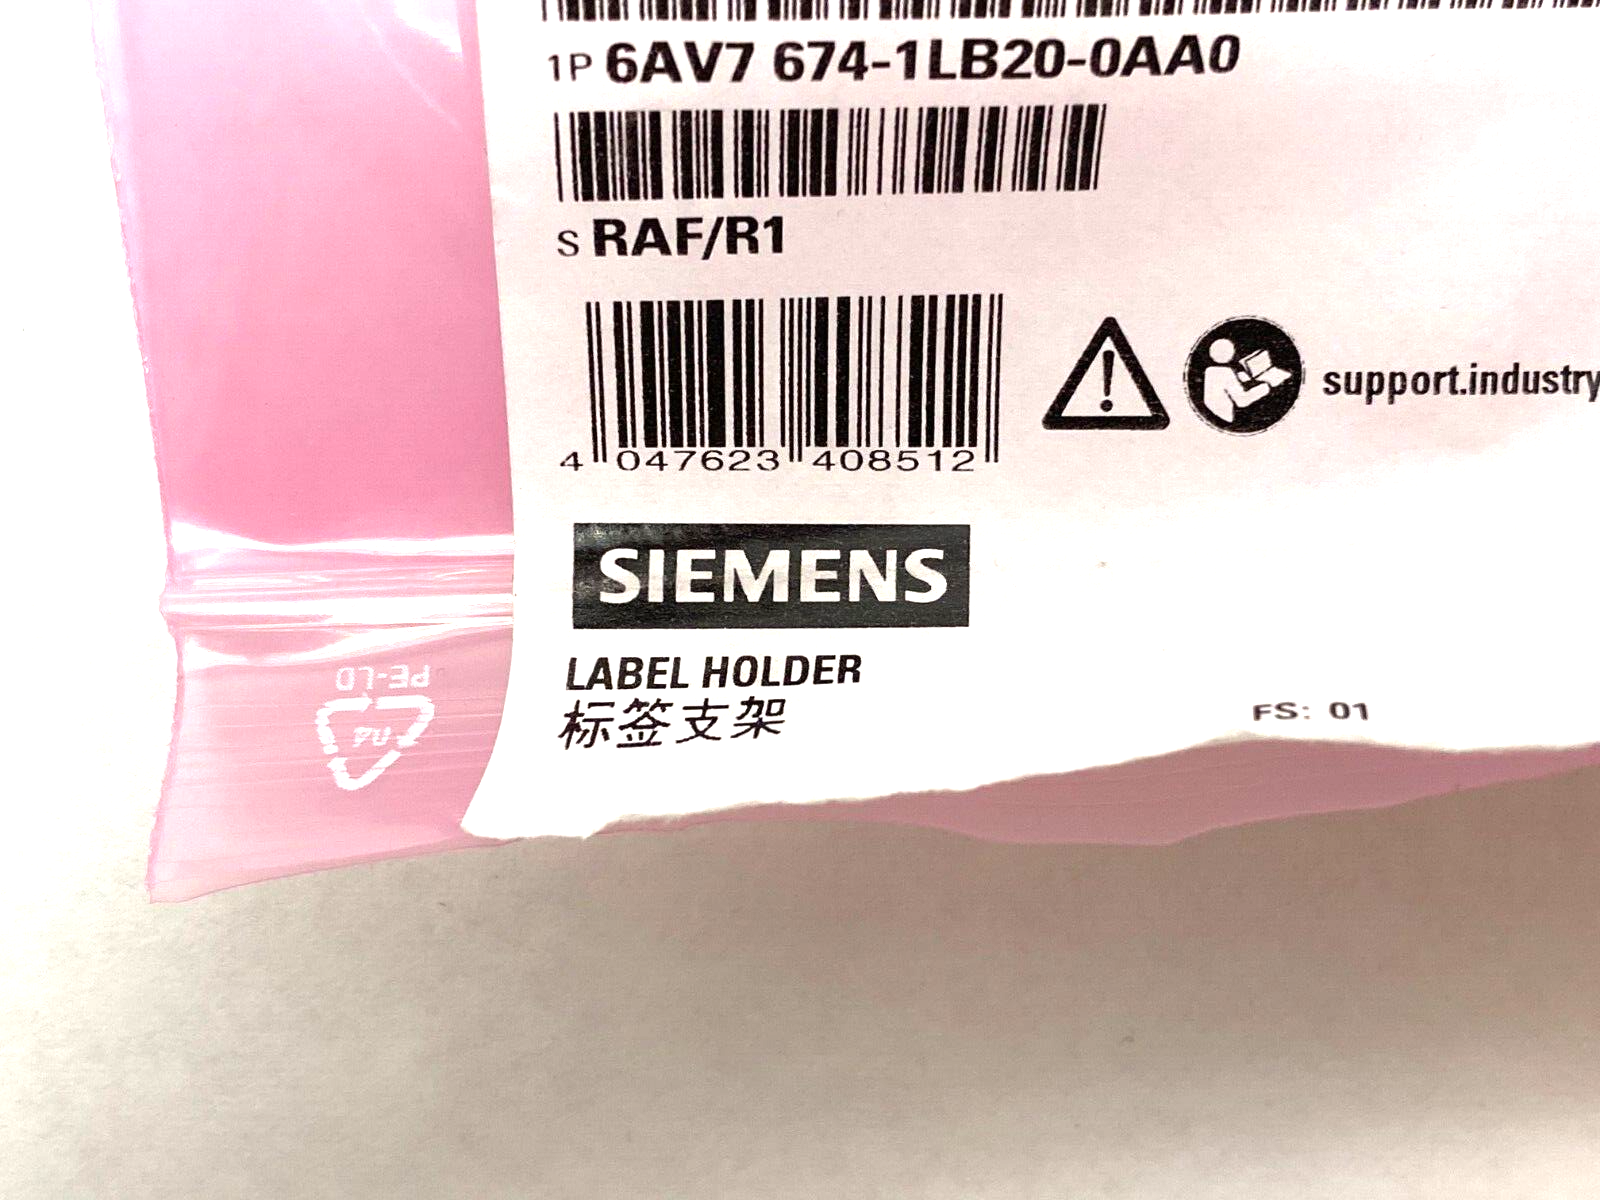 1P 6AV7 674-1LB20-0AA0
S RAF/R1
4 047623 408512
support.industry
SIEMENS
LABEL HOLDER
标签支架
FS: 01
PE-LD
04